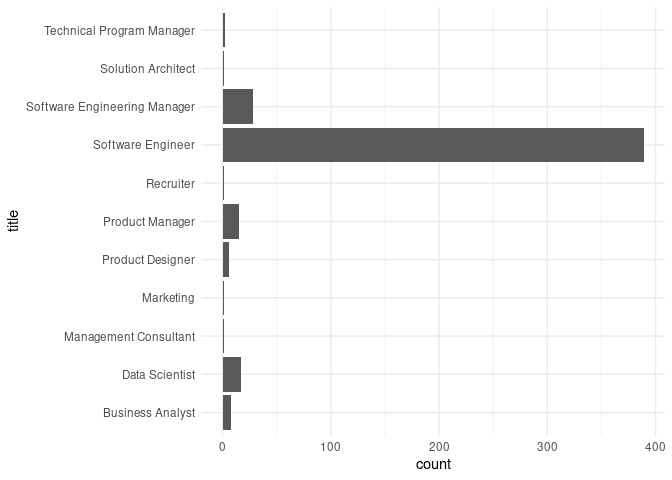 Technical Program Manager
Solution Architect
Software Engineering Manager
Software Engineer
Recruiter
Product Manager
Product Designer
Marketing
Management Consultant
Data Scientist
Business Analyst
title
0 100 200 300 400
count